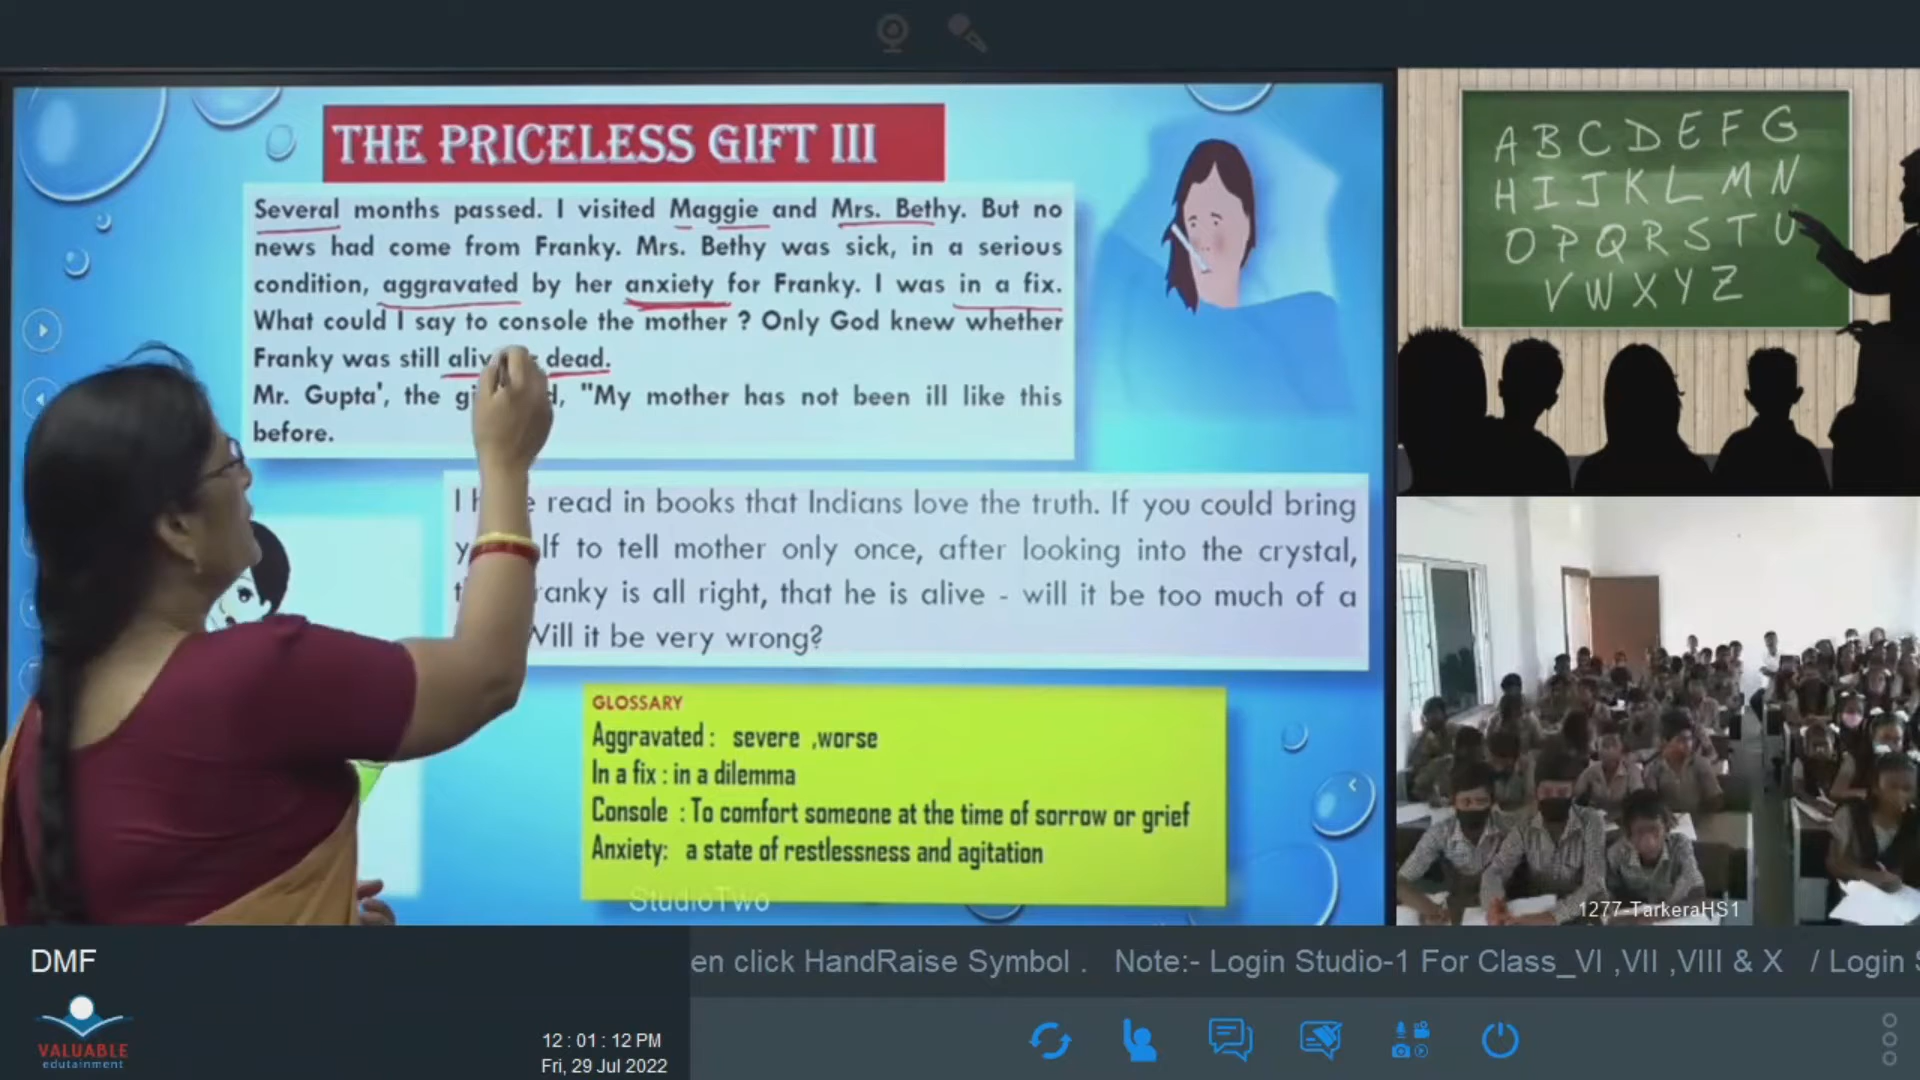 THE PRICELESS GIFT III
Several months passed. I visited Maggie and Mrs. Bethy. But no
news had come from Franky. Mrs. Bethy was sick, in a serious
condition, aggravated by her anxiety for Franky. I was in a fix.
What could I say to console the mother ? Only God knew whether
Franky was still dead.
Mr. Gupta', the "My mother has not been ill like this
before.
I read in books that Indians love the truth. If you could bring
to tell mother only once, after looking into the crystal,
is all right, that he is alive - will it be too much of a
Will it be very wrong?
GLOSSARY
Aggravated : severe ,worse
In a fix : in a dilemma
Console : To comfort someone at the time of sorrow or grief
Anxiety: a state of restlessness and agitation
StudioTwo
A B C D E F G
H I J K L M N
O P Q R S T U
V W X Y Z
1277-TarkeraHS1
DMF
en click HandRaise Symbol . Note:- Login Studio-1 For Class_VI ,VII ,VIII & X / Login
VALUABLE
edutainment
12 : 01 : 12 PM
Fri, 29 Jul 2022